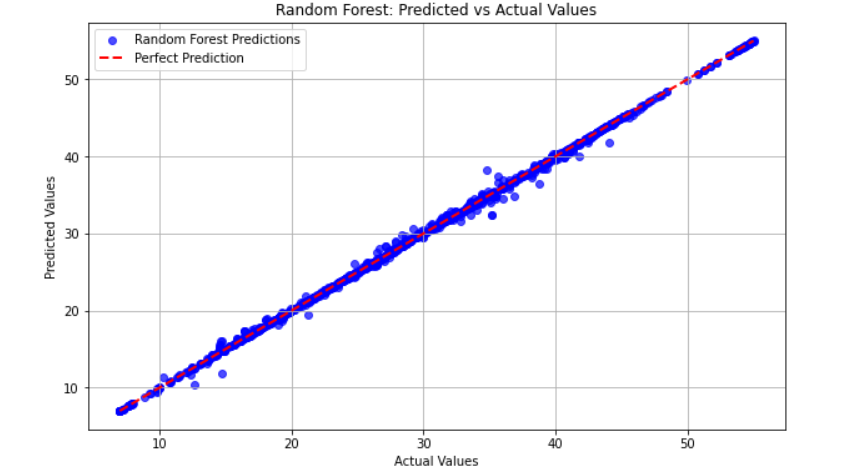 Random Forest: Predicted vs Actual Values
Random Forest Predictions
Perfect Prediction
50
40
30
20
10
Predicted Values
10 20 30 40 50
Actual Values